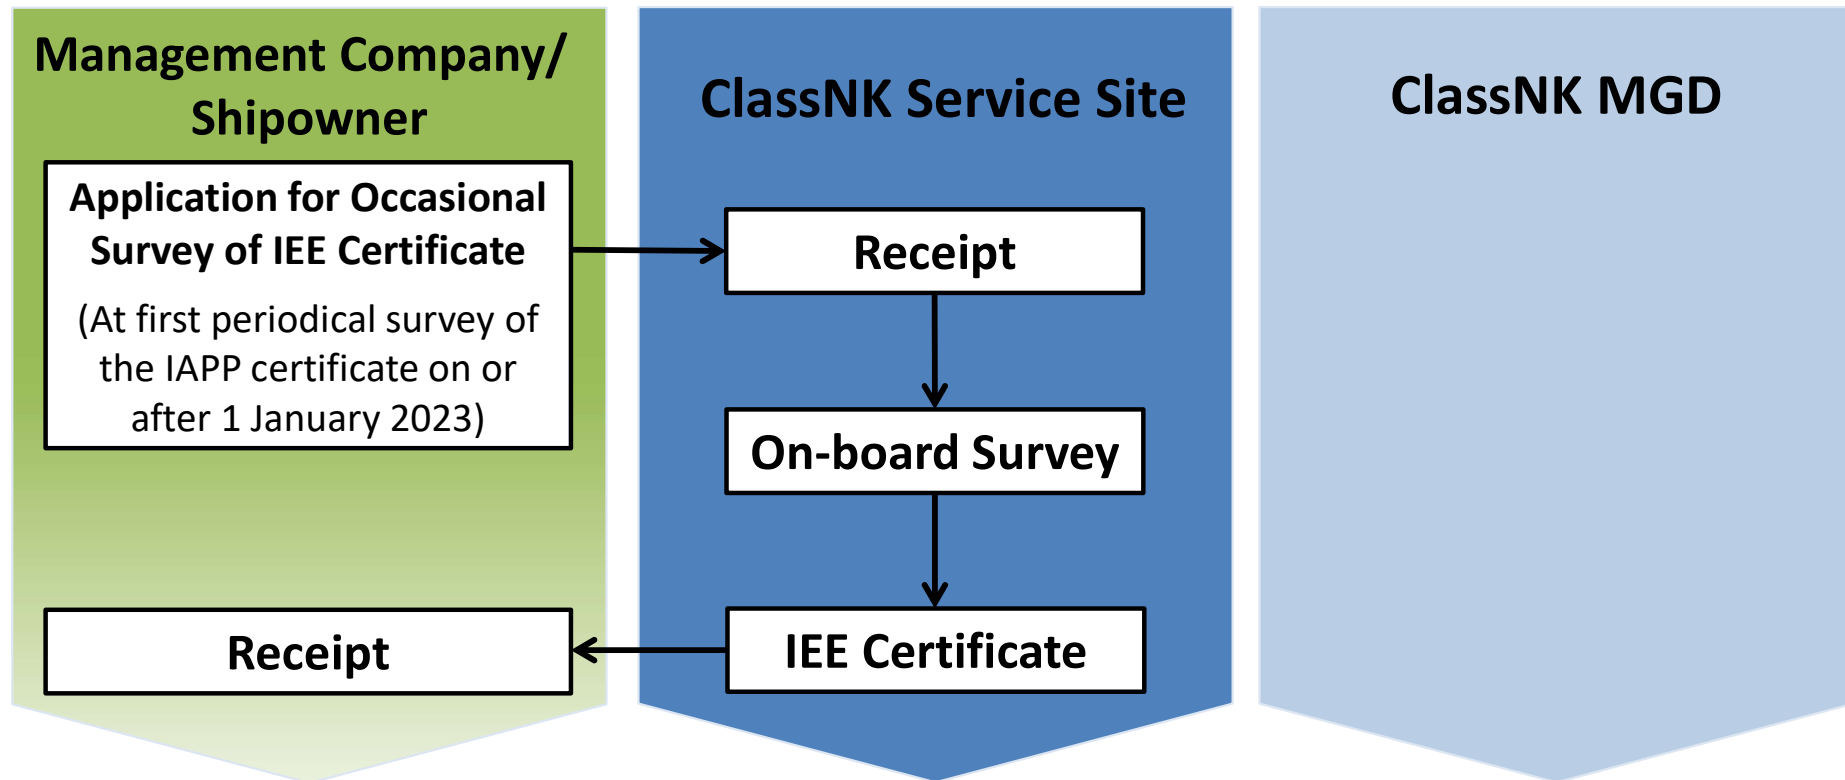 Management Company/
Shipowner
Application for Occasional
Survey of IEE Certificate
(At first periodical survey of
the IAPP certificate on or
after 1 January 2023)
Receipt
ClassNK Service Site
Receipt
On-board Survey
IEE Certificate
ClassNK MGD